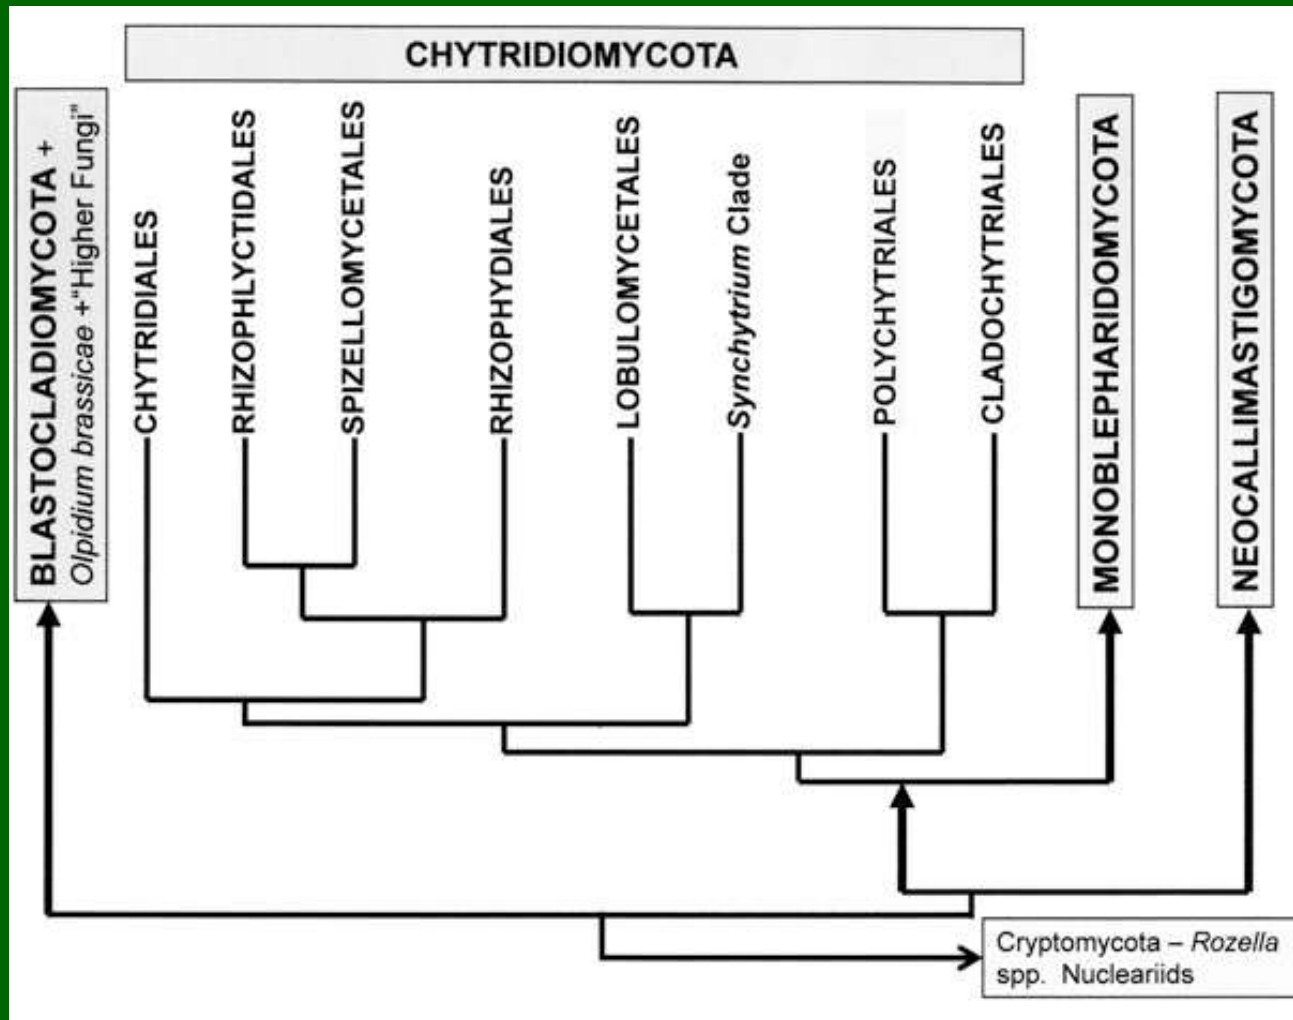 CHYTRIDIOMYCOTA
BLASTOCLADIOMYCOTA +
Olpidium brassicae +"Higher Fungi"
CHYTRIDIALES
RHIZOPHLYCTIDALES
SPIZELLOMYCETALES
RHIZOPHYDIALES
LOBULOMYCETALES
Synchytrium Clade
POLYCHYTRIALES
CLADOCHYTRIALES
MONOBLEPHARIDOMYCOTA
NEOCALLIMASTIGOMYCOTA
Cryptomycota – Rozella
spp. Nucleariids